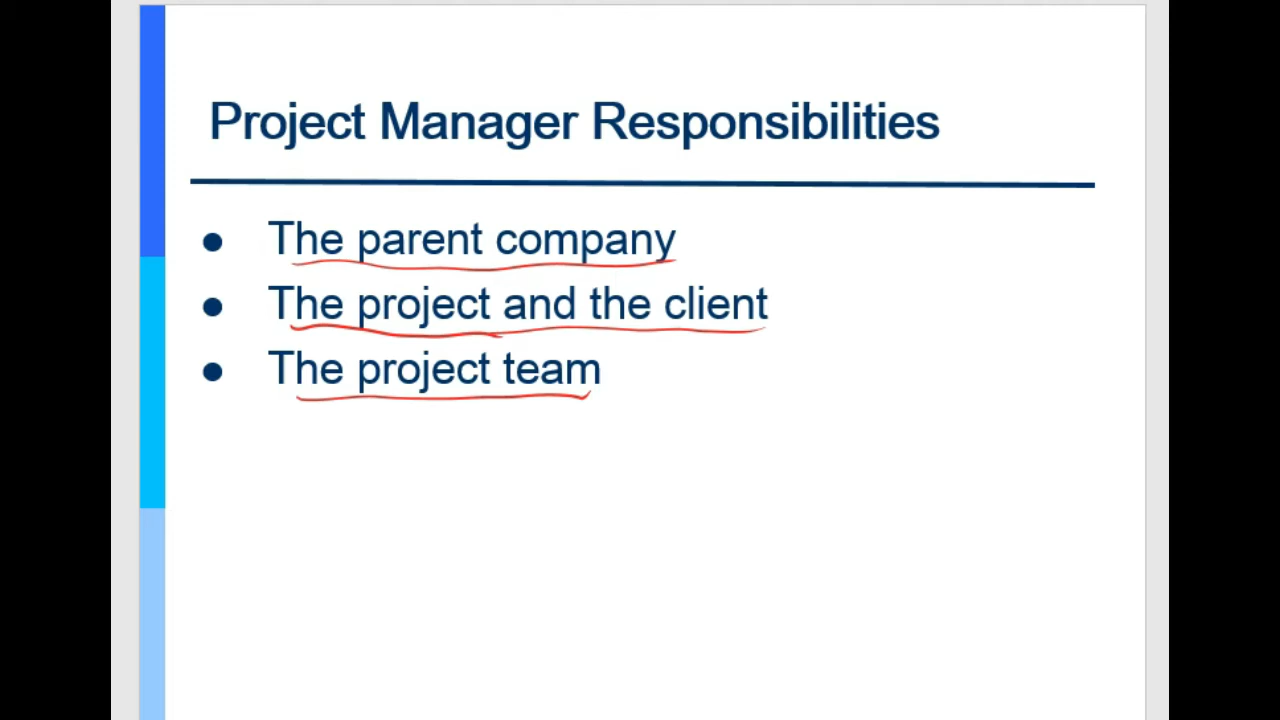 Project Manager Responsibilities
● The parent company
● The project and the client
● The project team